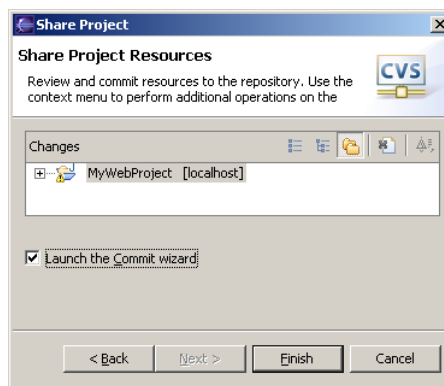 Share Project
Share Project Resources
Review and commit resources to the repository. Use the
context menu to perform additional operations on the
CVS
Changes
MyWebProject [localhost]
Launch the Commit wizard
< Back Next > Finish Cancel